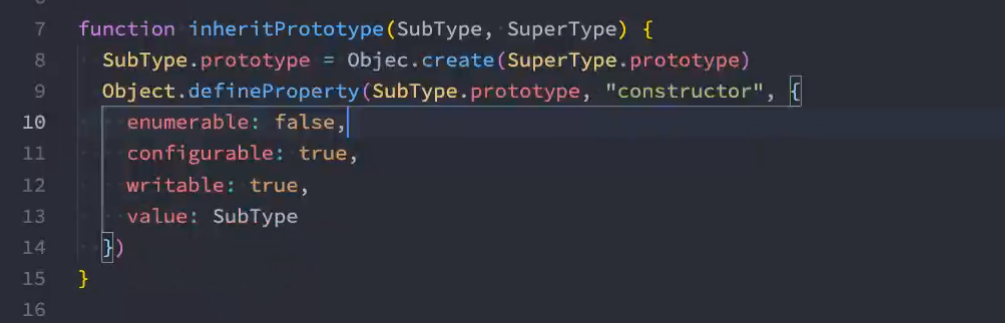 7 function inheritPrototype(SubType, SuperType) {
8 SubType.prototype = Objec.create(SuperType.prototype)
9 Object.defineProperty(SubType.prototype, "constructor", {
10 enumerable: false,
11 configurable: true,
12 writable: true,
13 value: SubType
14 })
15 }
16